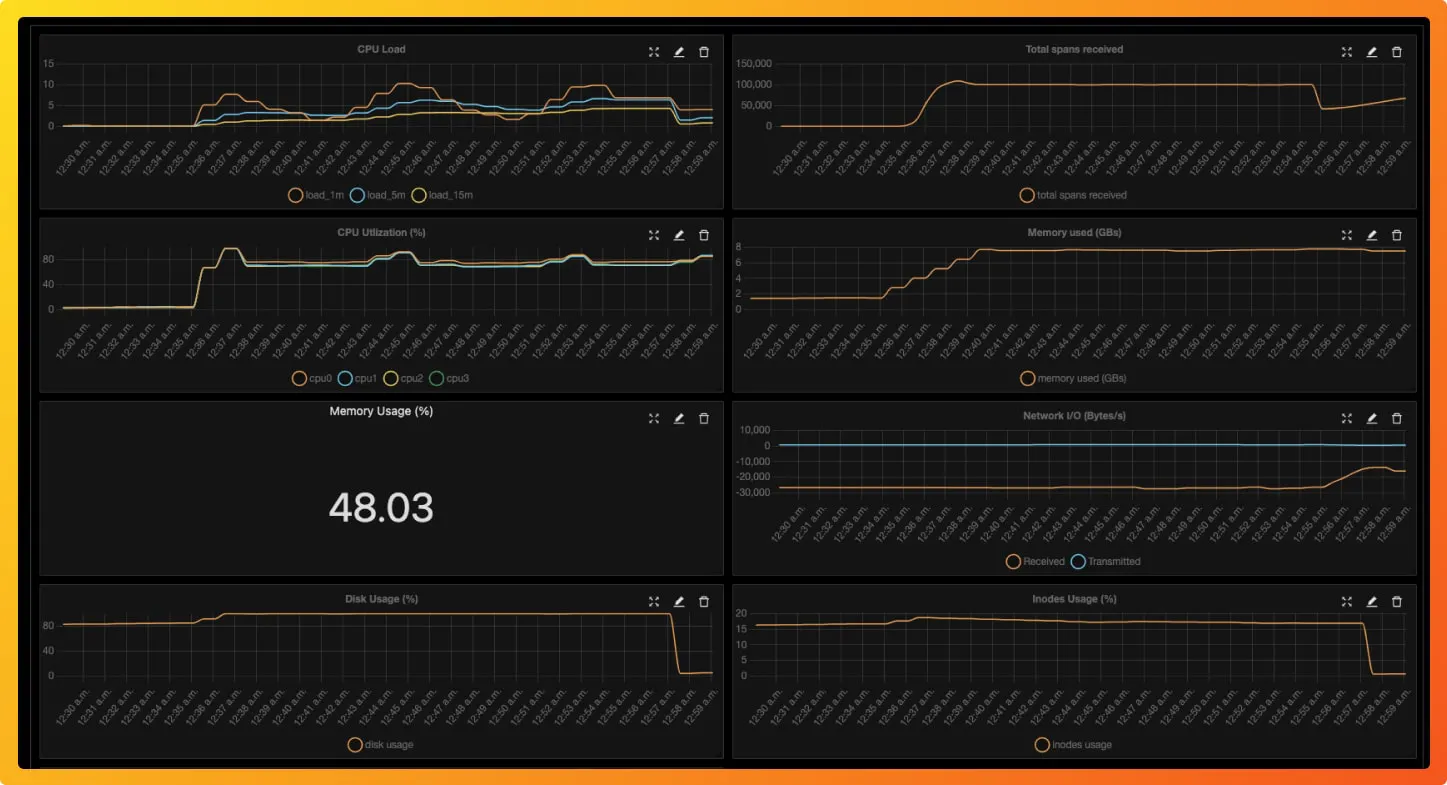 CPU Load
15
10
5
0
12:30 a.m. 12:31 a.m. 12:32 a.m. 12:33 a.m. 12:34 a.m. 12:35 a.m. 12:36 a.m. 12:37 a.m. 12:38 a.m. 12:39 a.m. 12:40 a.m. 12:41 a.m. 12:42 a.m. 12:43 a.m. 12:44 a.m. 12:45 a.m. 12:46 a.m. 12:47 a.m. 12:48 a.m. 12:49 a.m. 12:50 a.m. 12:51 a.m. 12:52 a.m. 12:53 a.m. 12:54 a.m. 12:55 a.m. 12:56 a.m. 12:57 a.m. 12:58 a.m. 12:59 a.m.
load_1m load_5m load_15m
Total spans received
150,000
100,000
50,000
0
12:30 a.m. 12:31 a.m. 12:32 a.m. 12:33 a.m. 12:34 a.m. 12:35 a.m. 12:36 a.m. 12:37 a.m. 12:38 a.m. 12:39 a.m. 12:40 a.m. 12:41 a.m. 12:42 a.m. 12:43 a.m. 12:44 a.m. 12:45 a.m. 12:46 a.m. 12:47 a.m. 12:48 a.m. 12:49 a.m. 12:50 a.m. 12:51 a.m. 12:52 a.m. 12:53 a.m. 12:54 a.m. 12:55 a.m. 12:56 a.m. 12:57 a.m. 12:58 a.m. 12:59 a.m.
total spans received
CPU Utlization (%)
80
40
0
12:30 a.m. 12:31 a.m. 12:32 a.m. 12:33 a.m. 12:34 a.m. 12:35 a.m. 12:36 a.m. 12:37 a.m. 12:38 a.m. 12:39 a.m. 12:40 a.m. 12:41 a.m. 12:42 a.m. 12:43 a.m. 12:44 a.m. 12:45 a.m. 12:46 a.m. 12:47 a.m. 12:48 a.m. 12:49 a.m. 12:50 a.m. 12:51 a.m. 12:52 a.m. 12:53 a.m. 12:54 a.m. 12:55 a.m. 12:56 a.m. 12:57 a.m. 12:58 a.m. 12:59 a.m.
cpu0 cpu1 cpu2 cpu3
Memory used (GBs)
8
6
4
2
0
12:30 a.m. 12:31 a.m. 12:32 a.m. 12:33 a.m. 12:34 a.m. 12:35 a.m. 12:36 a.m. 12:37 a.m. 12:38 a.m. 12:39 a.m. 12:40 a.m. 12:41 a.m. 12:42 a.m. 12:43 a.m. 12:44 a.m. 12:45 a.m. 12:46 a.m. 12:47 a.m. 12:48 a.m. 12:49 a.m. 12:50 a.m. 12:51 a.m. 12:52 a.m. 12:53 a.m. 12:54 a.m. 12:55 a.m. 12:56 a.m. 12:57 a.m. 12:58 a.m. 12:59 a.m.
memory used (GBs)
Memory Usage (%)
48.03
Network I/O (Bytes/s)
10,000
0
-10,000
-20,000
-30,000
12:30 a.m. 12:31 a.m. 12:32 a.m. 12:33 a.m. 12:34 a.m. 12:35 a.m. 12:36 a.m. 12:37 a.m. 12:38 a.m. 12:39 a.m. 12:40 a.m. 12:41 a.m. 12:42 a.m. 12:43 a.m. 12:44 a.m. 12:45 a.m. 12:46 a.m. 12:47 a.m. 12:48 a.m. 12:49 a.m. 12:50 a.m. 12:51 a.m. 12:52 a.m. 12:53 a.m. 12:54 a.m. 12:55 a.m. 12:56 a.m. 12:57 a.m. 12:58 a.m. 12:59 a.m.
Received Transmitted
Disk Usage (%)
80
40
0
12:30 a.m. 12:31 a.m. 12:32 a.m. 12:33 a.m. 12:34 a.m. 12:35 a.m. 12:36 a.m. 12:37 a.m. 12:38 a.m. 12:39 a.m. 12:40 a.m. 12:41 a.m. 12:42 a.m. 12:43 a.m. 12:44 a.m. 12:45 a.m. 12:46 a.m. 12:47 a.m. 12:48 a.m. 12:49 a.m. 12:50 a.m. 12:51 a.m. 12:52 a.m. 12:53 a.m. 12:54 a.m. 12:55 a.m. 12:56 a.m. 12:57 a.m. 12:58 a.m. 12:59 a.m.
disk usage
Inodes Usage (%)
20
15
10
5
0
12:30 a.m. 12:31 a.m. 12:32 a.m. 12:33 a.m. 12:34 a.m. 12:35 a.m. 12:36 a.m. 12:37 a.m. 12:38 a.m. 12:39 a.m. 12:40 a.m. 12:41 a.m. 12:42 a.m. 12:43 a.m. 12:44 a.m. 12:45 a.m. 12:46 a.m. 12:47 a.m. 12:48 a.m. 12:49 a.m. 12:50 a.m. 12:51 a.m. 12:52 a.m. 12:53 a.m. 12:54 a.m. 12:55 a.m. 12:56 a.m. 12:57 a.m. 12:58 a.m. 12:59 a.m.
inodes usage